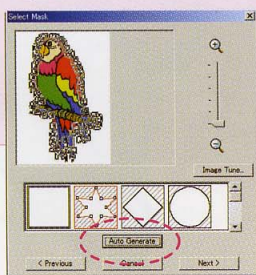 Select Mask
Image Tune...
Auto Generate
< Previous
Cancel
Next >